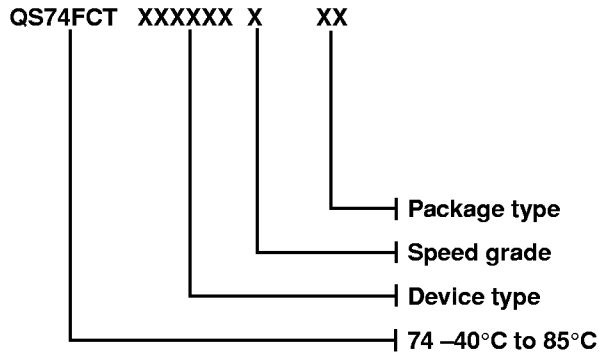 QS74FCT XXXXXX X XX
Package type
Speed grade
Device type
74 –40°C to 85°C